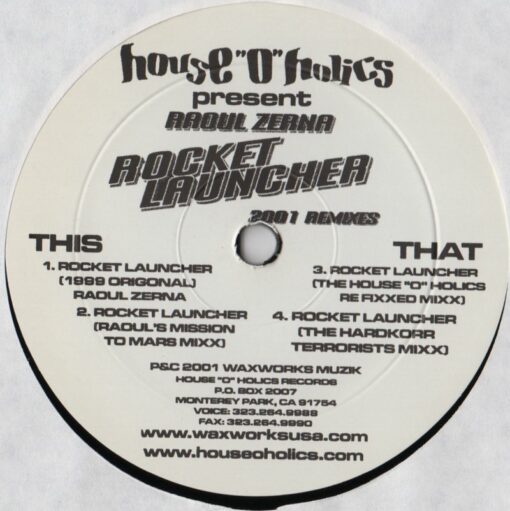 HOUSE "O" HOLICS
present
RAOUL ZERNA
ROCKET
LAUNCHER
2001 REMIXES
THIS
1. ROCKET LAUNCHER
(1999 ORIGONAL)
RAOUL ZERNA
2. ROCKET LAUNCHER
(RAOUL'S MISSION
TO MARS MIXX)
THAT
3. ROCKET LAUNCHER
(THE HOUSE "O" HOLICS
RE FIXXED MIXX)
4. ROCKET LAUNCHER
(THE HARDKORR
TERRORISTS MIXX)
P&C 2001 WAXWORKS MUZIK
HOUSE "O" HOLICS RECORDS
P.O. BOX 2007
MONTEREY PARK, CA 91754
VOICE: 323.264.9988
FAX: 323.264.9990
www.waxworksusa.com
www.houseoholics.com